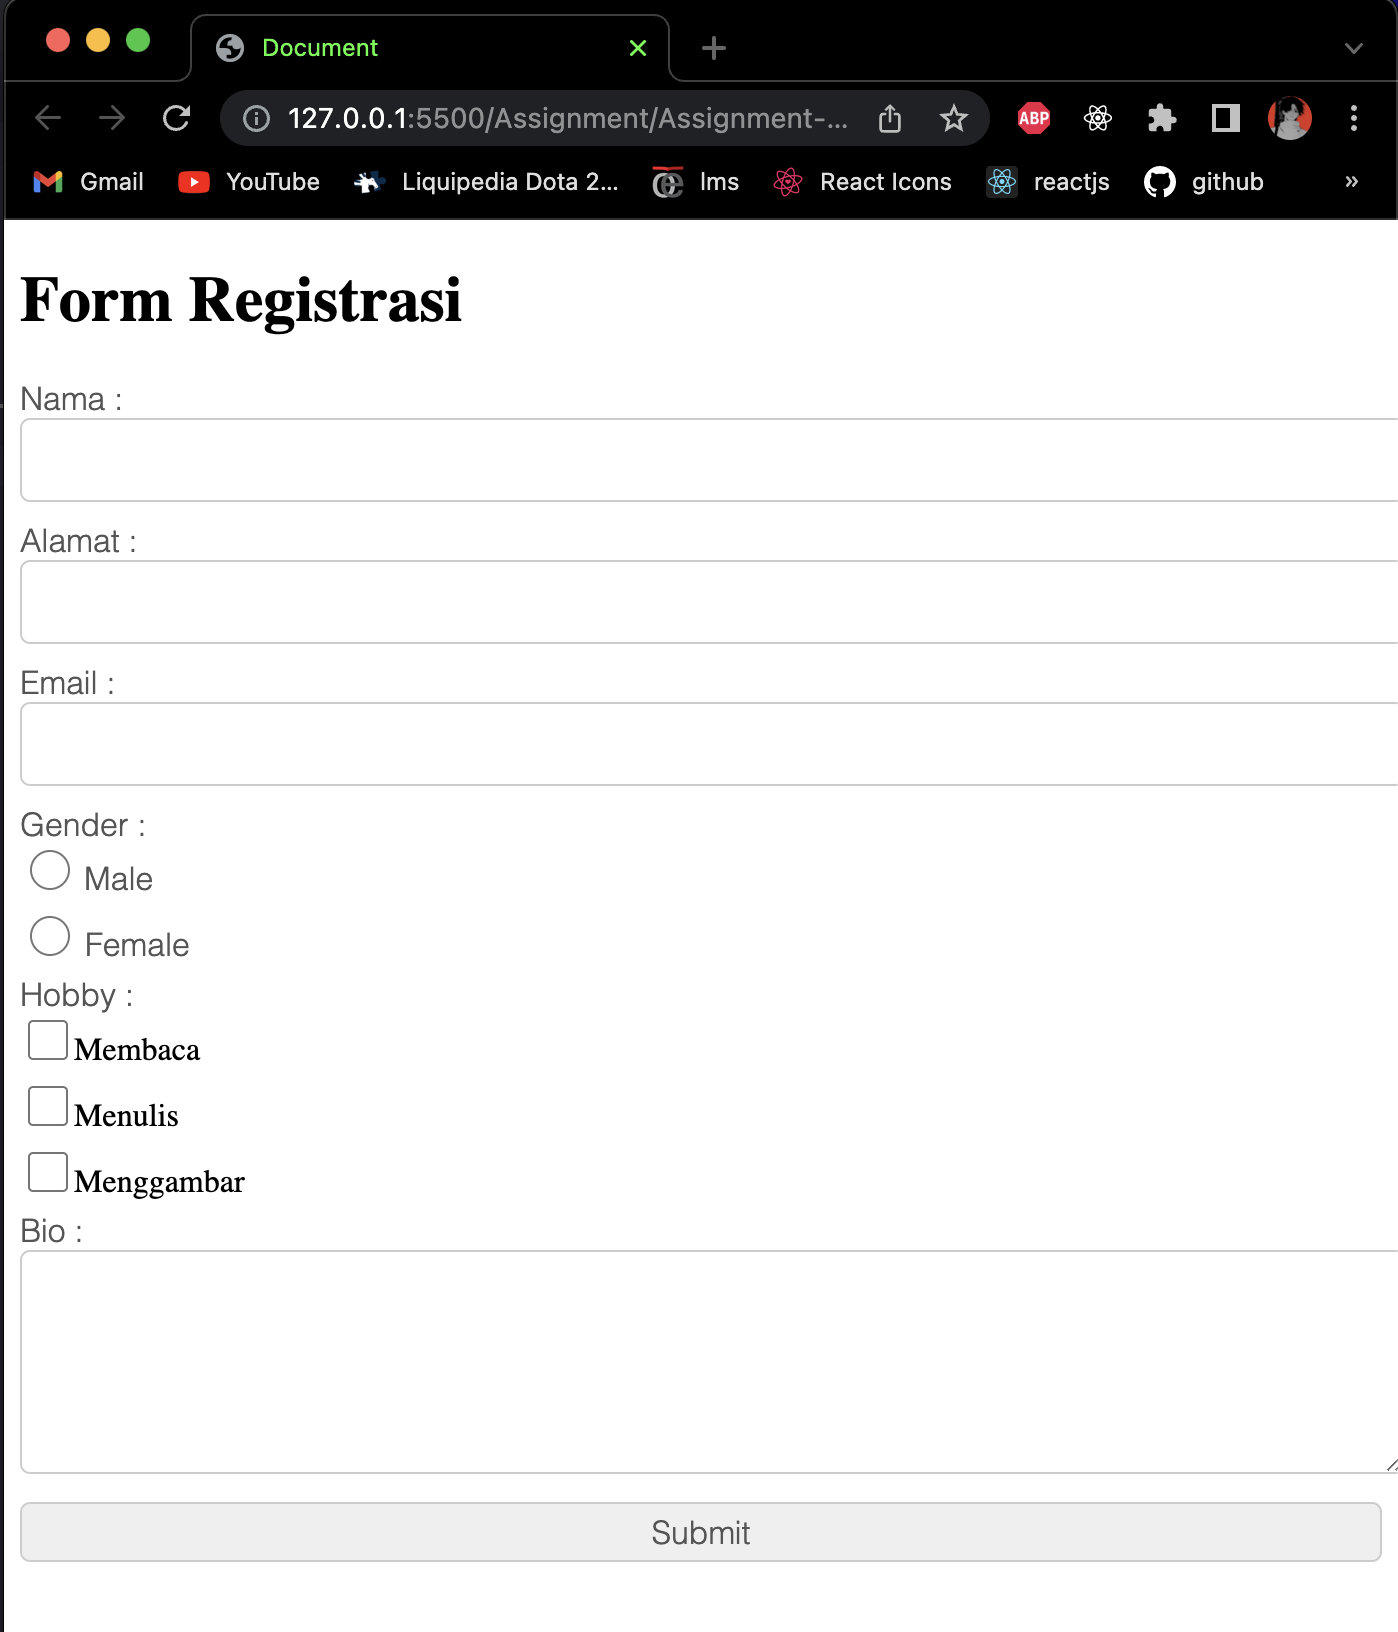 Document
127.0.0.1:5500/Assignment/Assignment-...
ABP
Gmail YouTube Liquipedia Dota 2... lms React Icons reactjs github »
Form Registrasi
Nama :
Alamat :
Email :
Gender :
Male
Female
Hobby :
Membaca
Menulis
Menggambar
Bio :
Submit